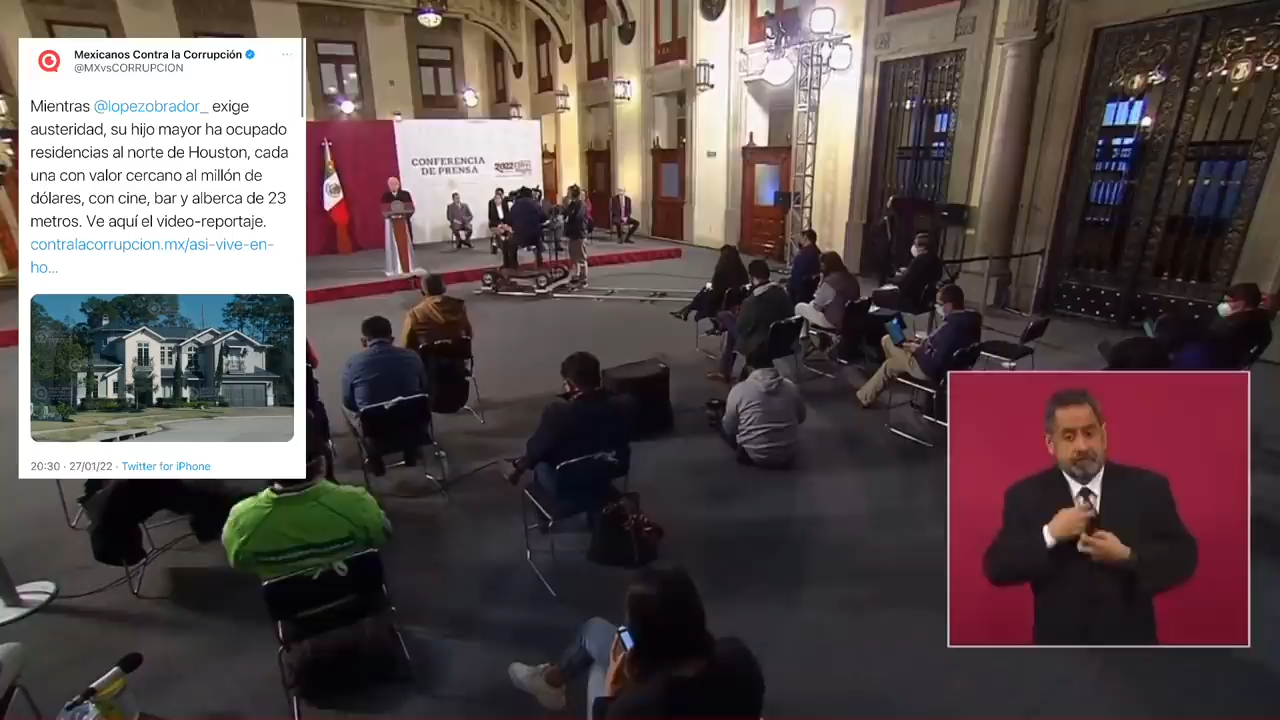 Mexicanos Contra la Corrupción
@MXvsCORRUPCION
Mientras @lopezobrador_ exige
austeridad, su hijo mayor ha ocupado
residencias al norte de Houston, cada
una con valor cercano al millón de
dólares, con cine, bar y alberca de 23
metros. Ve aquí el video-reportaje.
contralacorrupcion.mx/asi-vive-en-
ho...
20:30 · 27/01/22 · Twitter for iPhone
CONFERENCIA
DE PRENSA
2022